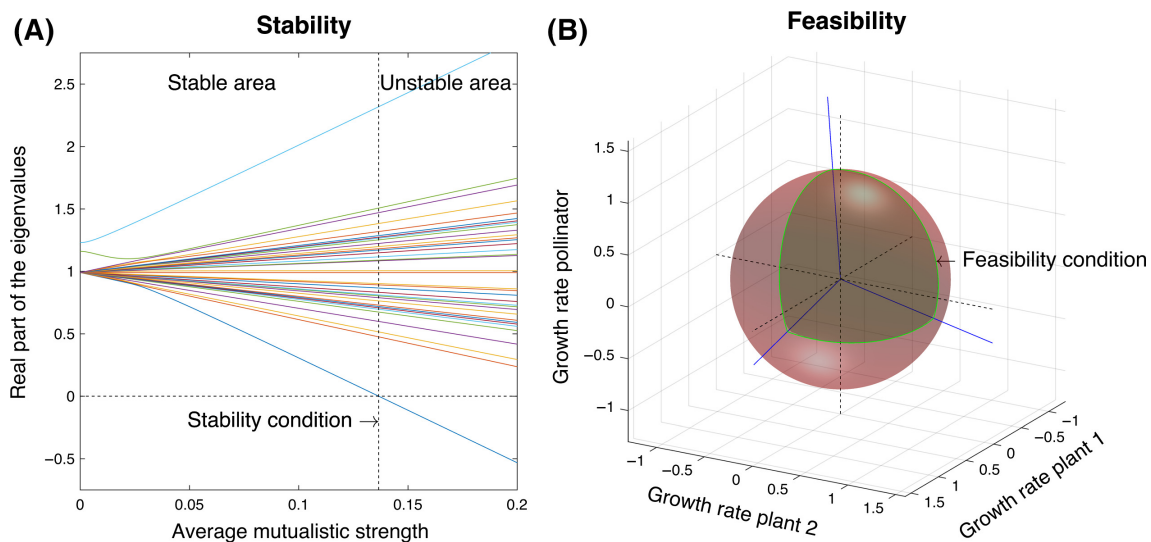 (A)
Stability
Stable area
Unstable area
2.5
2
1.5
1
0.5
0
−0.5
Real part of the eigenvalues
Stability condition →
0
0.05
0.1
0.15
0.2
Average mutualistic strength
(B)
Feasibility
1.5
1
0.5
0
−0.5
−1
Growth rate pollinator
← Feasibility condition
−1
−0.5
0
0.5
1
1.5
Growth rate plant 2
−1
−0.5
0
0.5
1
1.5
Growth rate plant 1